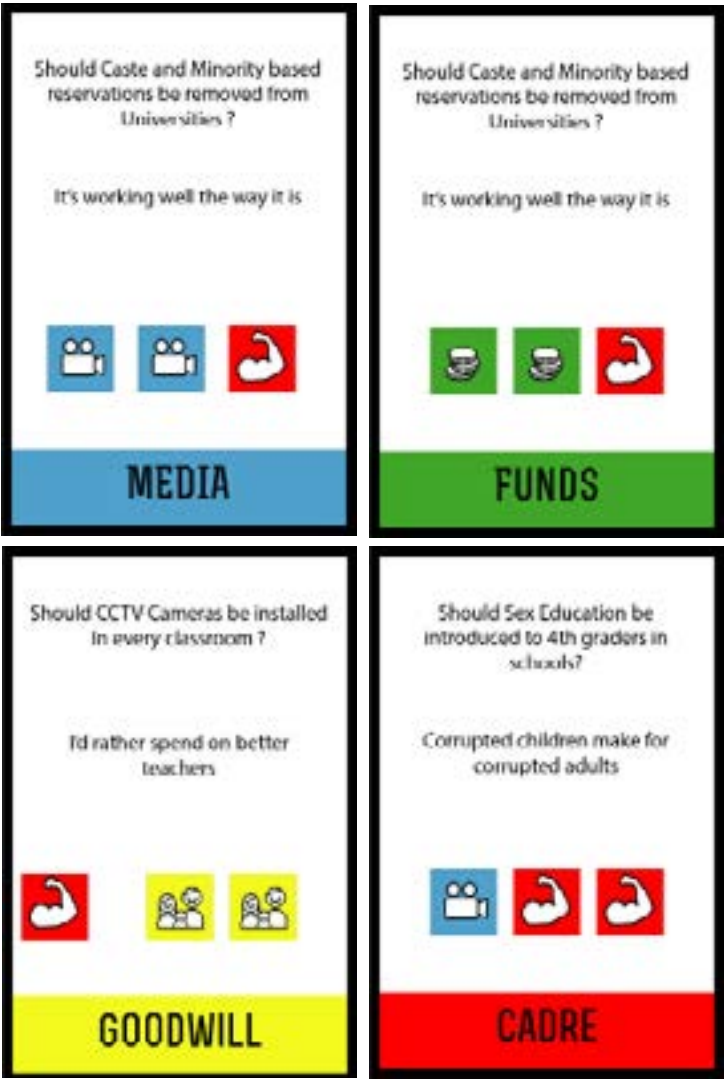 Should Caste and Minority based
reservations be removed from
Universities ?
It's working well the way it is
MEDIA
Should Caste and Minority based
reservations be removed from
Universities ?
It's working well the way it is
FUNDS
Should CCTV Cameras be installed
in every classroom ?
I'd rather spend on better
teachers
GOODWILL
Should Sex Education be
introduced to 4th graders in
schools?
Corrupted children make for
corrupted adults
CADRE